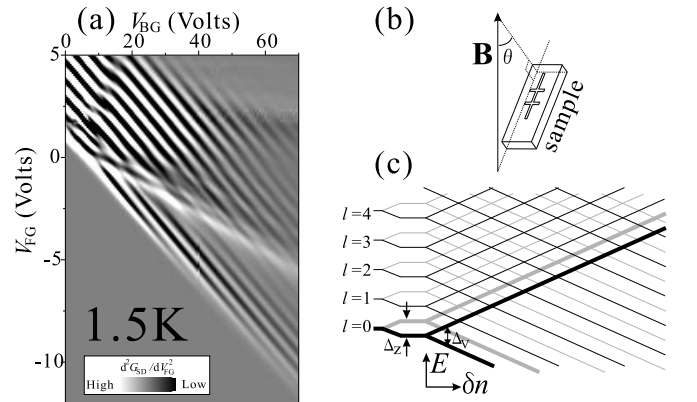 (a)
V_BG (Volts)
0 20 40 60
5
0
-5
-10
V_FG (Volts)
1.5K
d²G_SD/dV²_FG
High Low
(b)
B
θ
sample
(c)
l=4
l=3
l=2
l=1
l=0
Δ_Z
Δ_V
E
δn